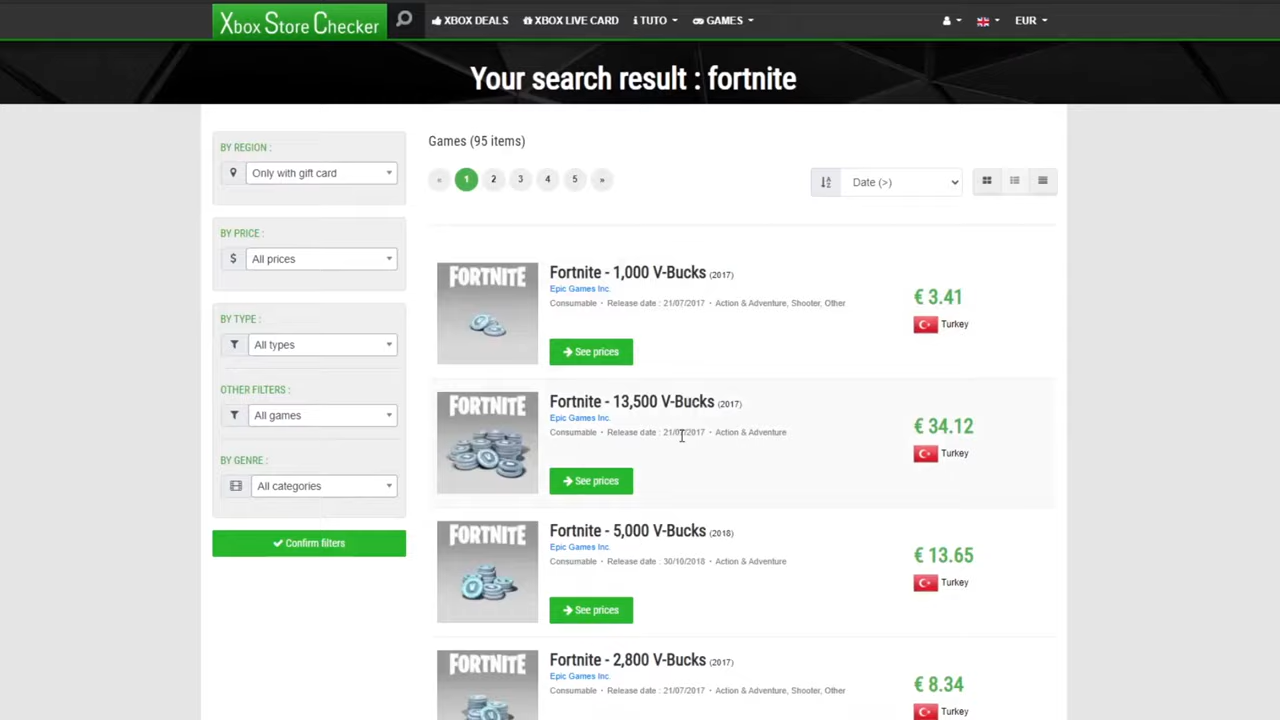 Xbox Store Checker
XBOX DEALS
XBOX LIVE CARD
TUTO
GAMES
EUR
Your search result : fortnite
BY REGION :
Only with gift card
BY PRICE :
$ All prices
BY TYPE :
All types
OTHER FILTERS :
All games
BY GENRE :
All categories
Confirm filters
Games (95 items)
« 1 2 3 4 5 »
Date (>)
FORTNITE
Fortnite - 1,000 V-Bucks (2017)
Epic Games Inc.
Consumable • Release date : 21/07/2017 • Action & Adventure, Shooter, Other
See prices
€ 3.41
Turkey
FORTNITE
Fortnite - 13,500 V-Bucks (2017)
Epic Games Inc.
Consumable • Release date : 21/07/2017 • Action & Adventure
See prices
€ 34.12
Turkey
FORTNITE
Fortnite - 5,000 V-Bucks (2018)
Epic Games Inc.
Consumable • Release date : 30/10/2018 • Action & Adventure
See prices
€ 13.65
Turkey
FORTNITE
Fortnite - 2,800 V-Bucks (2017)
Epic Games Inc.
Consumable • Release date : 21/07/2017 • Action & Adventure, Shooter, Other
€ 8.34
Turkey